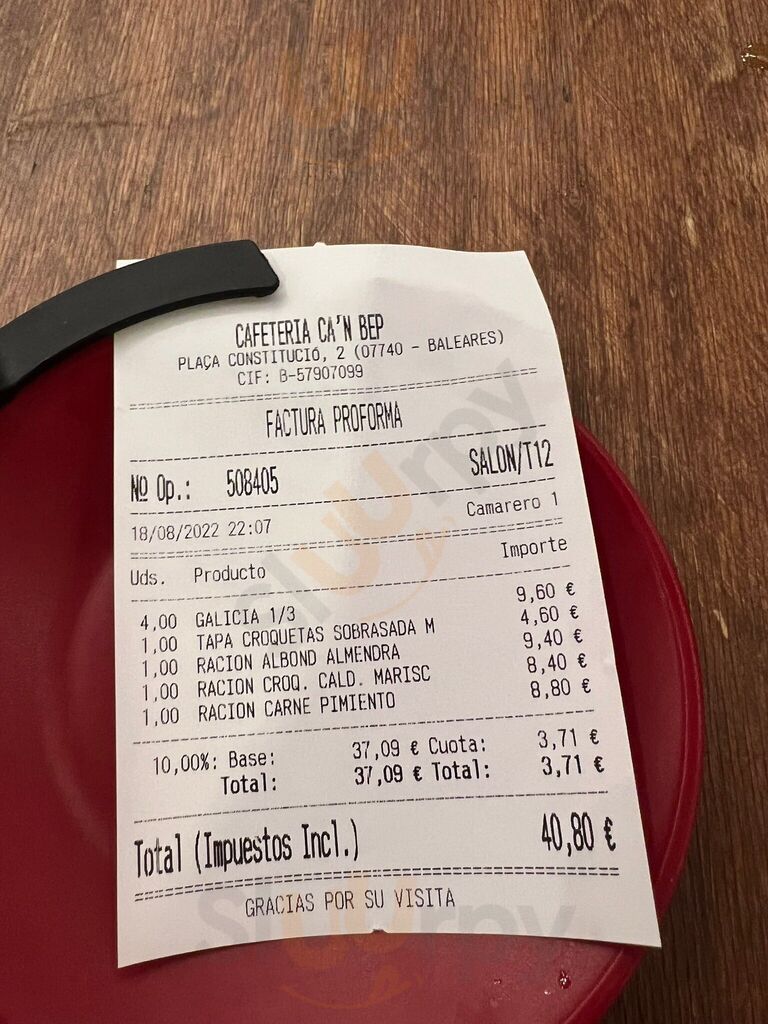 CAFETERIA CA'N BEP
PLAÇA CONSTITUCIÓ, 2 (07740 - BALEARES)
CIF: B-57907099
FACTURA PROFORMA
Nº Op.: 508405 SALON/T12
18/08/2022 22:07 Camarero 1
Uds. Producto Importe
4,00 GALICIA 1/3 9,60 €
1,00 TAPA CROQUETAS SOBRASADA M 4,60 €
1,00 RACION ALBOND ALMENDRA 9,40 €
1,00 RACION CROQ. CALD. MARISC 8,40 €
1,00 RACION CARNE PIMIENTO 8,80 €
10,00%: Base: 37,09 € Cuota: 3,71 €
Total: 37,09 € Total: 3,71 €
Total (Impuestos Incl.) 40,80 €
GRACIAS POR SU VISITA
sluurpy
sluurpy